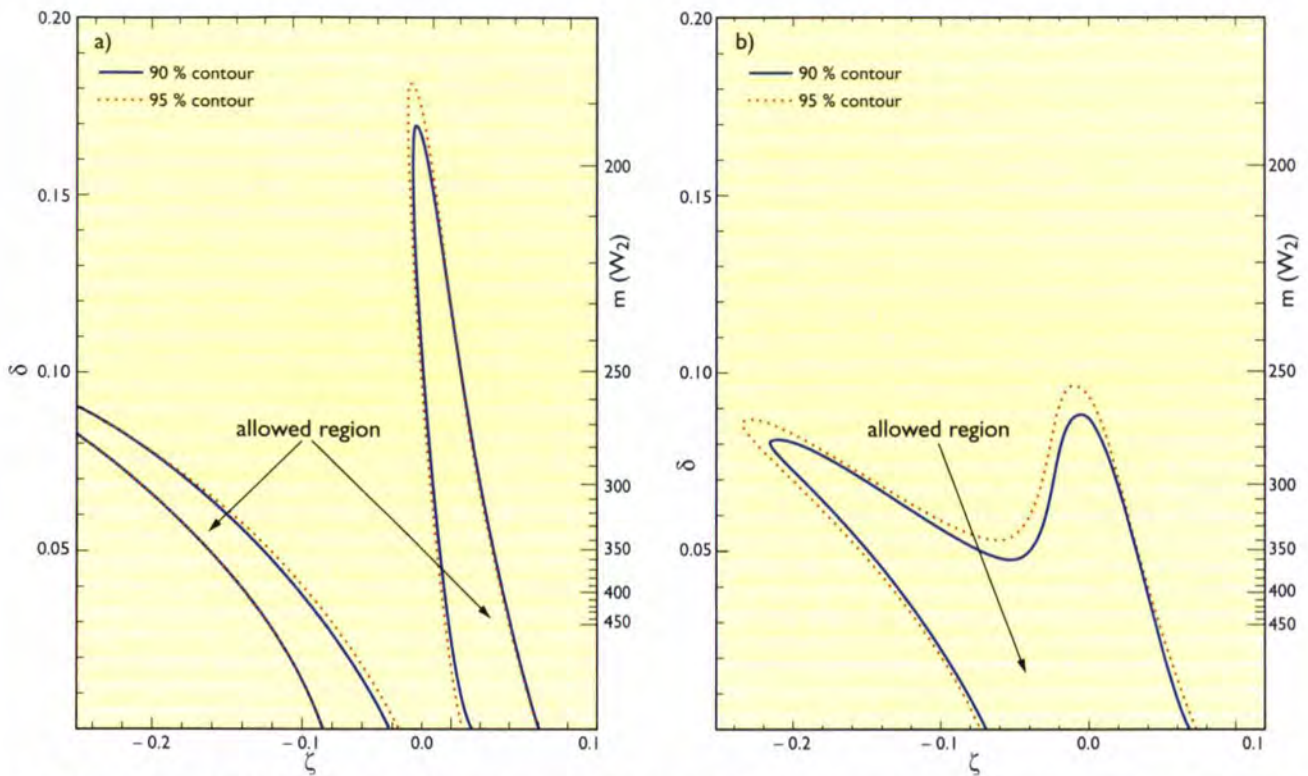 a)
90 % contour
95 % contour
allowed region
0.20
0.15
0.10
0.05
δ
200
250
300
350
400
450
m (W₂)
−0.2
−0.1
0.0
0.1
ζ
b)
90 % contour
95 % contour
allowed region
0.20
0.15
0.10
0.05
δ
200
250
300
350
400
450
m (W₂)
−0.2
−0.1
0.0
0.1
ζ